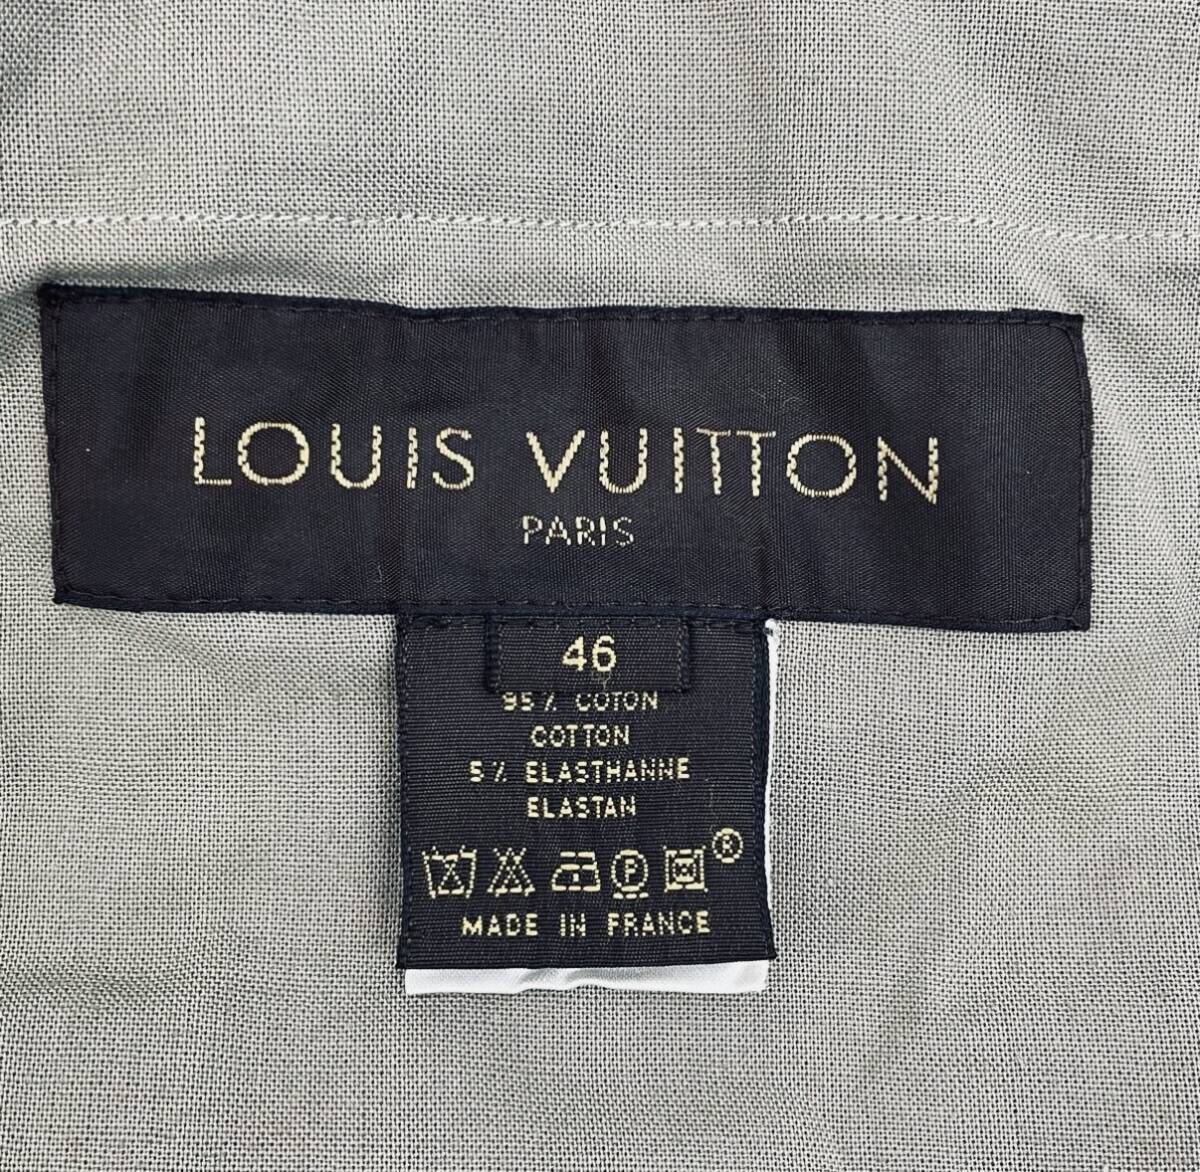 LOUIS VUITTON
PARIS
46
95% COTON
COTTON
5% ELASTHANNE
ELASTAN
P
®
MADE IN FRANCE